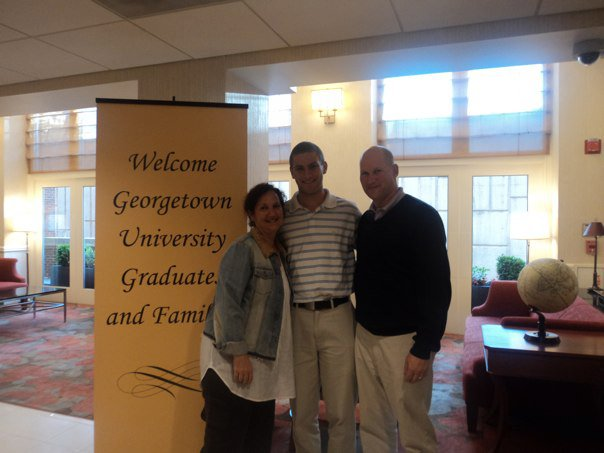 Welcome
Georgetown
University
Graduates
and Famil